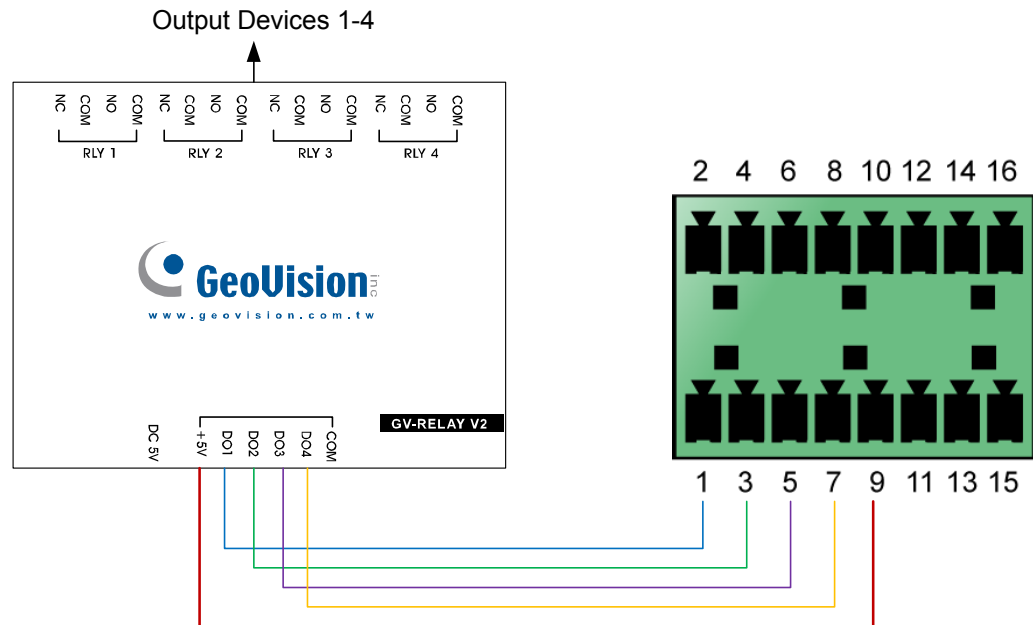 Output Devices 1-4
NC COM NO COM NC COM NO COM NC COM NO COM NC COM NO COM
RLY 1 RLY 2 RLY 3 RLY 4
GeoVision inc
www.geovision.com.tw
GV-RELAY V2
DC 5V +5V DO1 DO2 DO3 DO4 COM
2 4 6 8 10 12 14 16
1 3 5 7 9 11 13 15